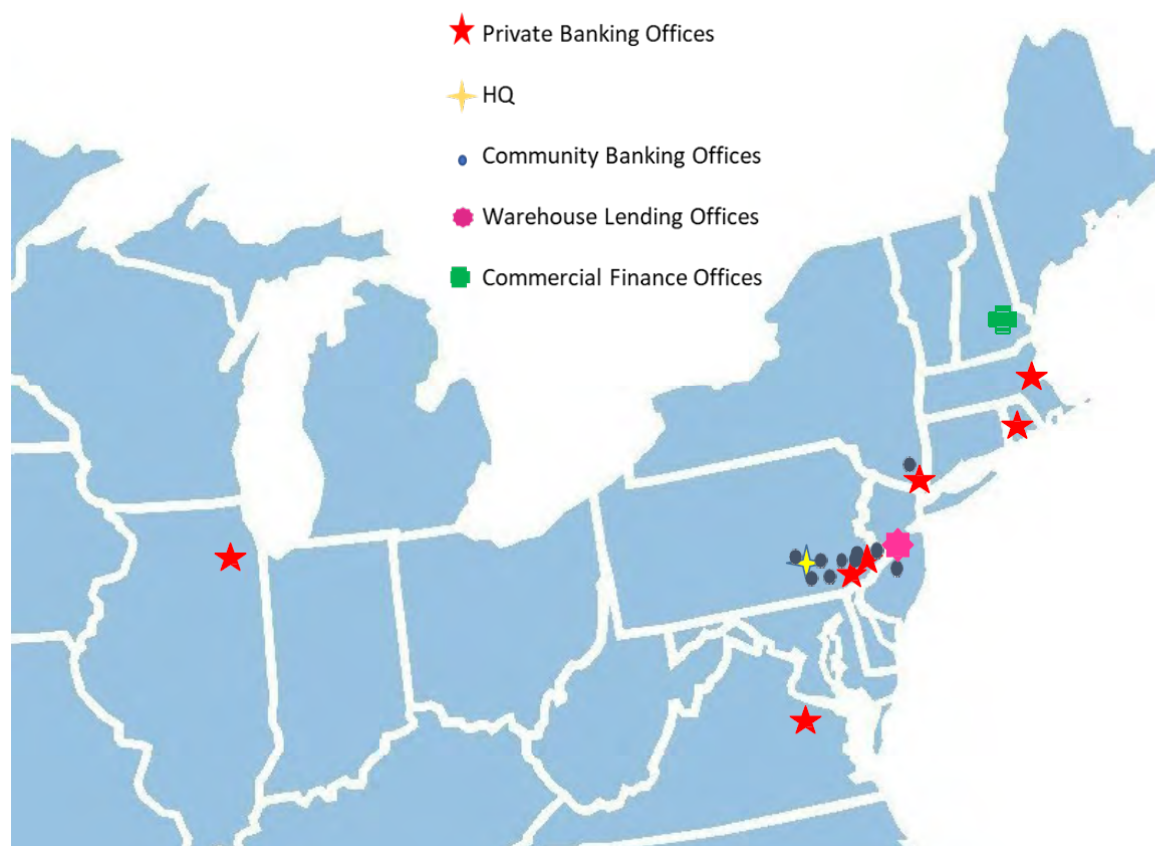 Private Banking Offices
HQ
Community Banking Offices
Warehouse Lending Offices
Commercial Finance Offices